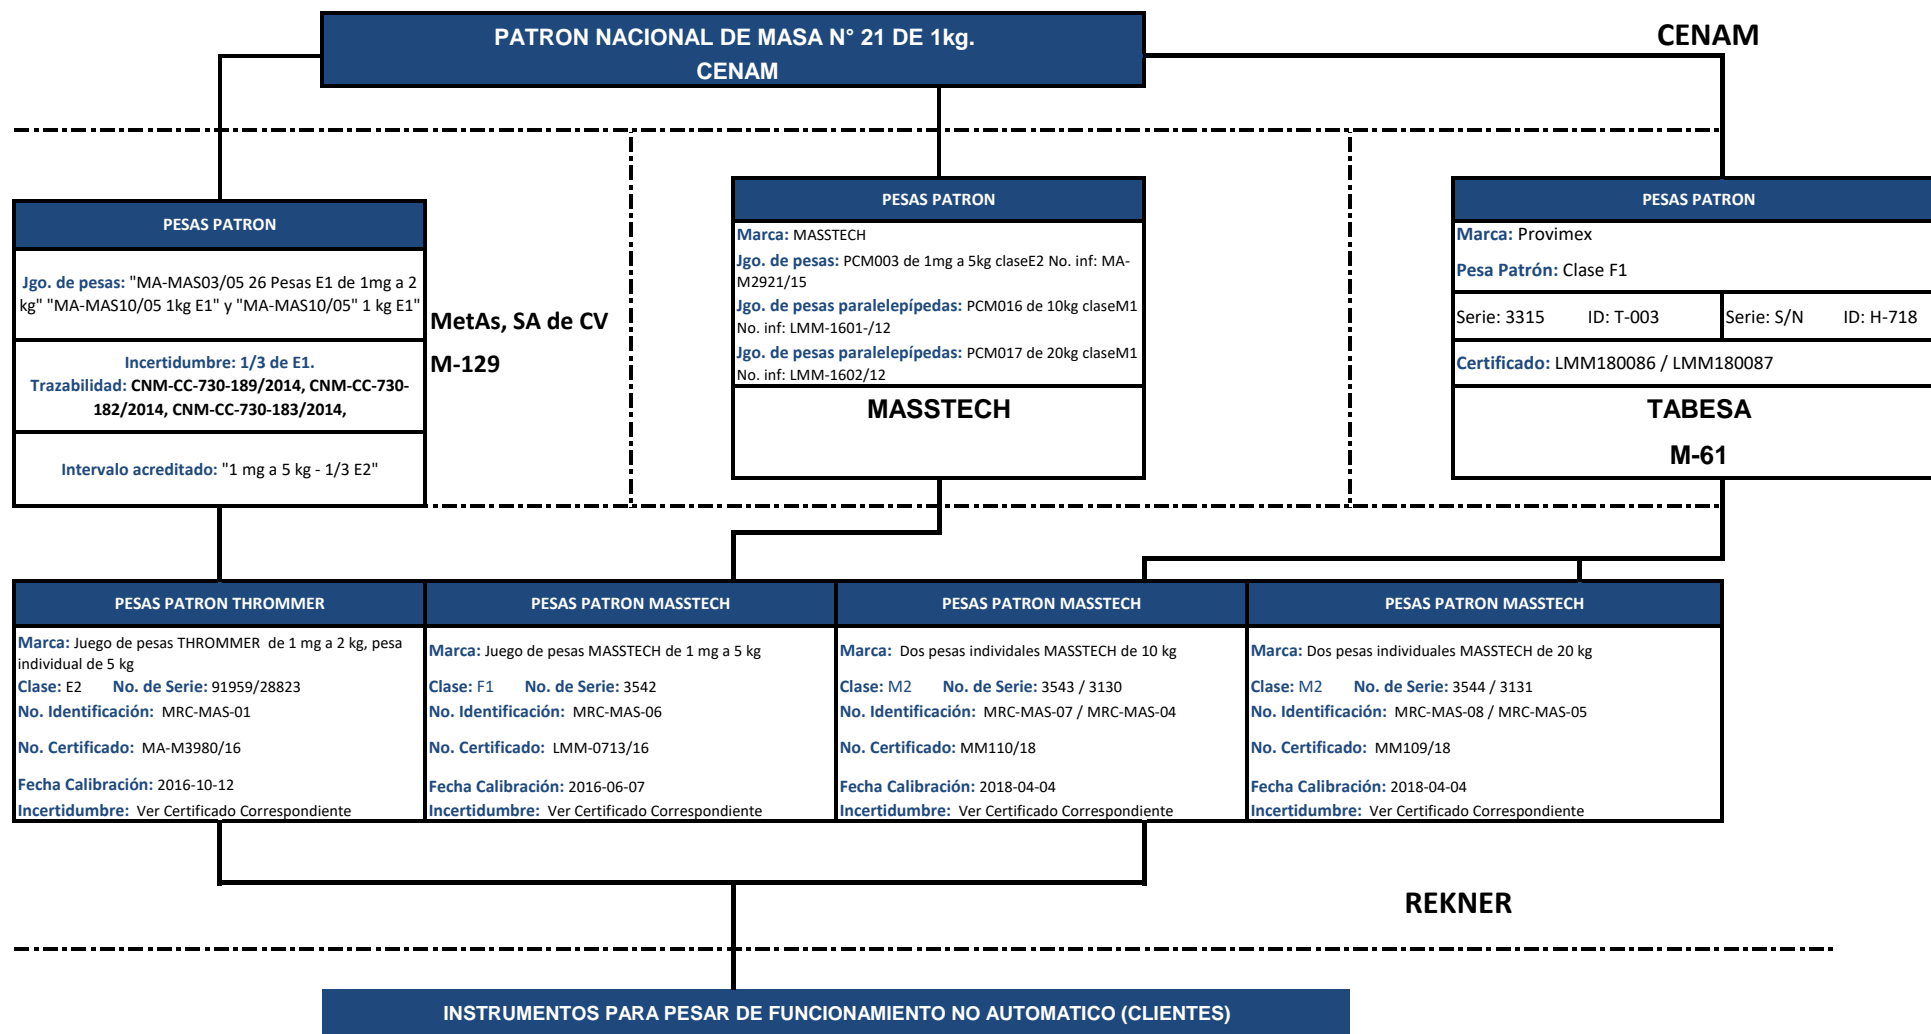 PATRON NACIONAL DE MASA N° 21 DE 1kg.
CENAM
CENAM
PESAS PATRON
Jgo. de pesas: "MA-MAS03/05 26 Pesas E1 de 1mg a 2
kg" "MA-MAS10/05 1kg E1" y "MA-MAS10/05" 1 kg E1"
Incertidumbre: 1/3 de E1.
Trazabilidad: CNM-CC-730-189/2014, CNM-CC-730-
182/2014, CNM-CC-730-183/2014,
Intervalo acreditado: "1 mg a 5 kg - 1/3 E2"
MetAs, SA de CV
M-129
PESAS PATRON
Marca: MASSTECH
Jgo. de pesas: PCM003 de 1mg a 5kg claseE2 No. inf: MA-
M2921/15
Jgo. de pesas paralelepípedas: PCM016 de 10kg claseM1
No. inf: LMM-1601-/12
Jgo. de pesas paralelepípedas: PCM017 de 20kg claseM1
No. inf: LMM-1602/12
MASSTECH
PESAS PATRON
Marca: Provimex
Pesa Patrón: Clase F1
Serie: 3315 ID: T-003 Serie: S/N ID: H-718
Certificado: LMM180086 / LMM180087
TABESA
M-61
PESAS PATRON THROMMER
Marca: Juego de pesas THROMMER de 1 mg a 2 kg, pesa
individual de 5 kg
Clase: E2 No. de Serie: 91959/28823
No. Identificación: MRC-MAS-01
No. Certificado: MA-M3980/16
Fecha Calibración: 2016-10-12
Incertidumbre: Ver Certificado Correspondiente
PESAS PATRON MASSTECH
Marca: Juego de pesas MASSTECH de 1 mg a 5 kg
Clase: F1 No. de Serie: 3542
No. Identificación: MRC-MAS-06
No. Certificado: LMM-0713/16
Fecha Calibración: 2016-06-07
Incertidumbre: Ver Certificado Correspondiente
PESAS PATRON MASSTECH
Marca: Dos pesas individales MASSTECH de 10 kg
Clase: M2 No. de Serie: 3543 / 3130
No. Identificación: MRC-MAS-07 / MRC-MAS-04
No. Certificado: MM110/18
Fecha Calibración: 2018-04-04
Incertidumbre: Ver Certificado Correspondiente
PESAS PATRON MASSTECH
Marca: Dos pesas individuales MASSTECH de 20 kg
Clase: M2 No. de Serie: 3544 / 3131
No. Identificación: MRC-MAS-08 / MRC-MAS-05
No. Certificado: MM109/18
Fecha Calibración: 2018-04-04
Incertidumbre: Ver Certificado Correspondiente
REKNER
INSTRUMENTOS PARA PESAR DE FUNCIONAMIENTO NO AUTOMATICO (CLIENTES)